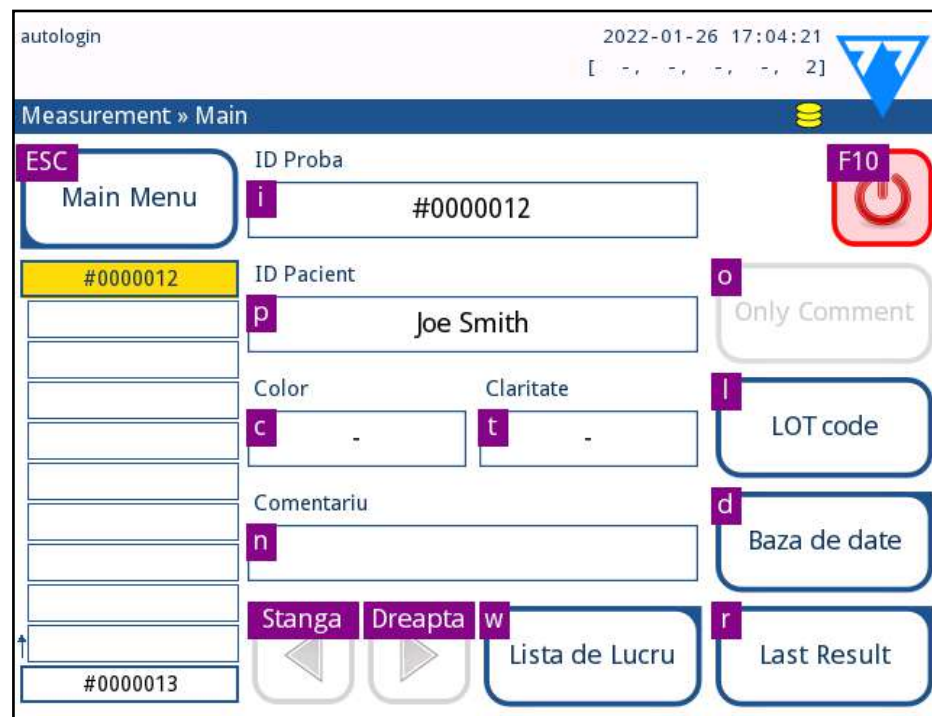 autologin
2022-01-26 17:04:21
[ -, -, -, -, 2]
Measurement » Main
ESC
Main Menu
ID Proba
i
#0000012
F10
#0000012
ID Pacient
p
Joe Smith
o
Only Comment
Color
c
-
Claritate
t
-
l
LOT code
Comentariu
n
d
Baza de date
Stanga
Dreapta
w
Lista de Lucru
r
Last Result
#0000013